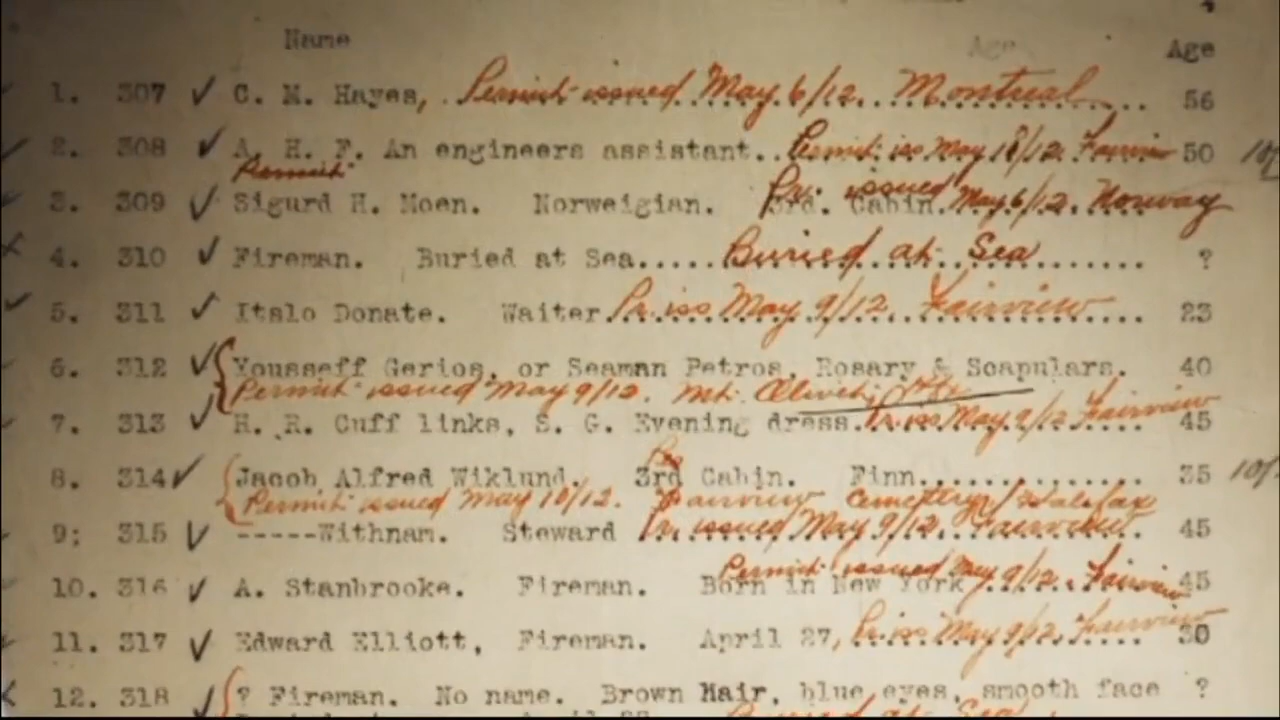 Name Age Age
1. 307 ✓ C. M. Hayes, Permit issued May 6/12. Montreal 56
2. 308 ✓ A. H. F. An engineers assistant.. Permit iss May 10/12. Fairview 50
Permit
3. 309 ✓ Sigurd H. Moen. Norweigian. 3rd. Cabin. Pr. issued May 6/12. Norway
4. 310 ✓ Fireman. Buried at Sea..... Buried at Sea ........ ?
5. 311 ✓ Italo Donate. Waiter. Pr. iss May 9/12. Fairview .... 23
6. 312 ✓ Yousseff Gerios, or Seaman Petros, Rosary & Scapulars. 40
Permit issued May 9/12. Mt. Olivet, Hfx
7. 313 ✓ H. R. Cuff links, S. G. Evening dress. Pr. iss May 9/12 Fairview 45
8. 314 ✓ Jacob Alfred Wiklund. 3rd Cabin. Finn............. 35
Permit issued May 10/12. Fairview Cemetery Halifax
9; 315 ✓ -----Withnam. Steward Pr. issued May 9/12. Fairview.... 45
10. 316 ✓ A. Stanbrooke. Fireman. Born in New York Permit issued May 9/12. Fairview 45
11. 317 ✓ Edward Elliott, Fireman. April 27, Pr. iss May 9/12 Fairview 30
12. 318 ✓ ? Fireman. No name. Brown Hair, blue eyes, smooth face ?
Buried at Sea